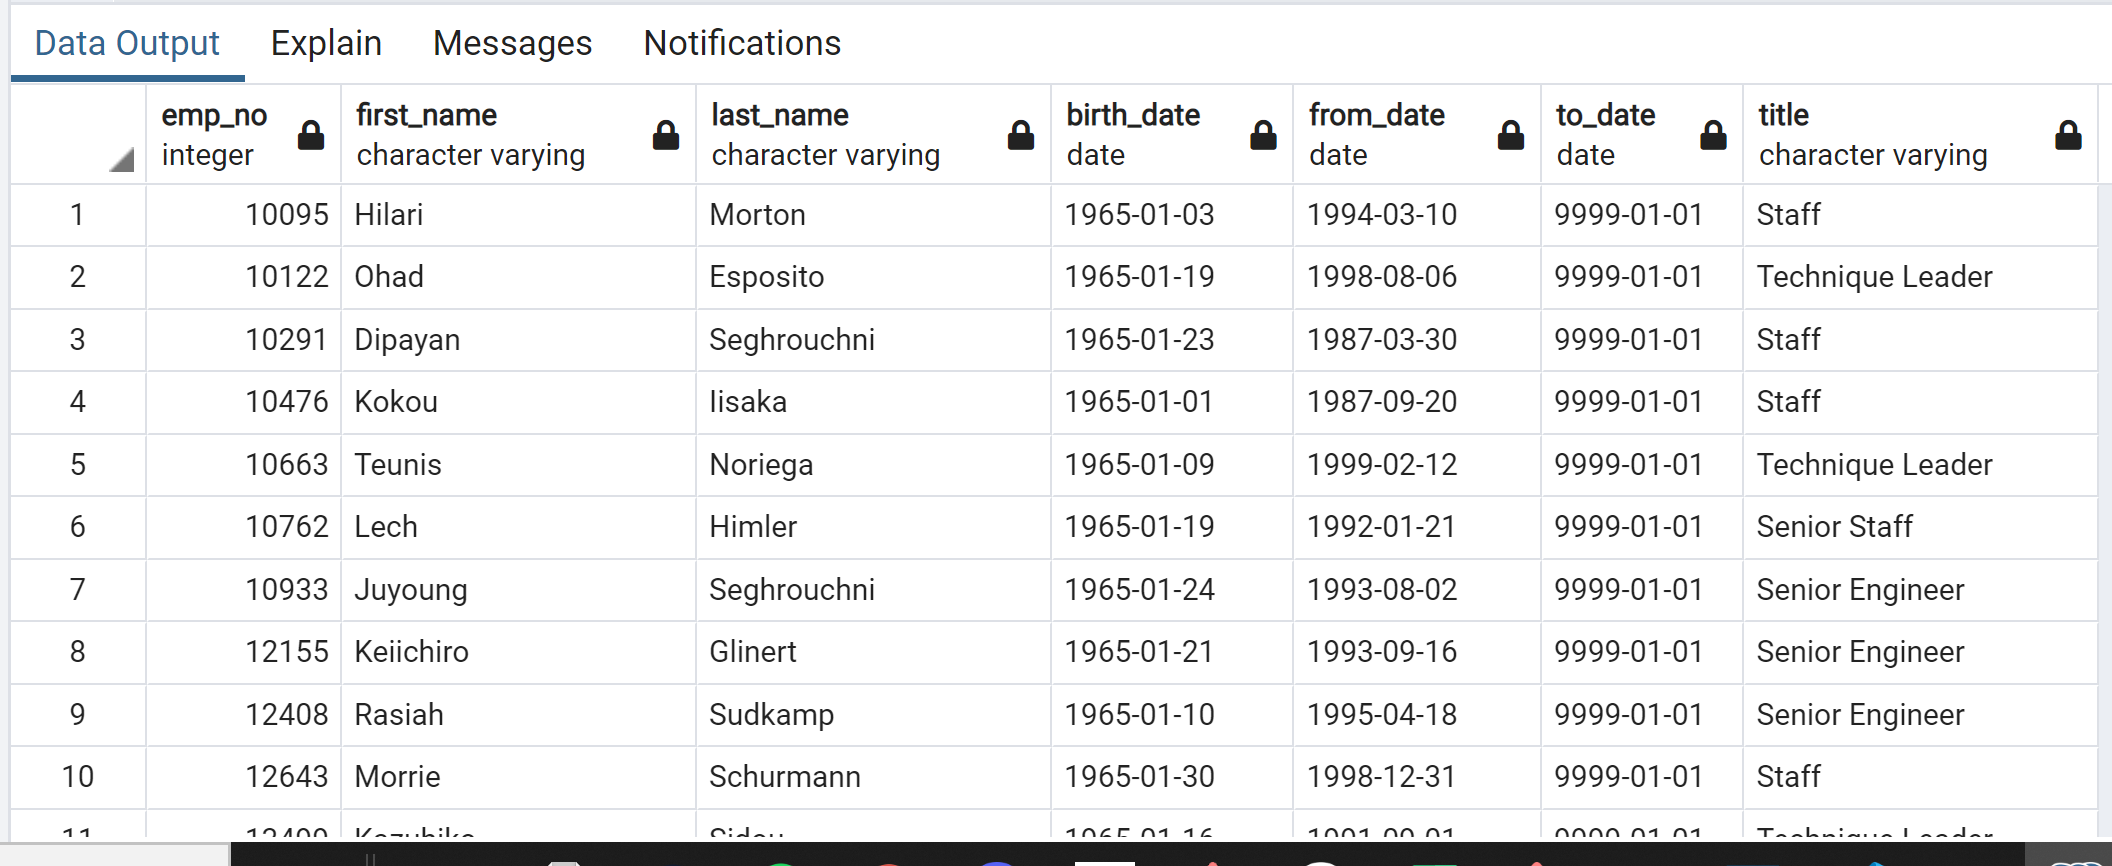 Data Output Explain Messages Notifications
emp_no first_name last_name birth_date from_date to_date title
integer character varying character varying date date date character varying
1 10095 Hilari Morton 1965-01-03 1994-03-10 9999-01-01 Staff
2 10122 Ohad Esposito 1965-01-19 1998-08-06 9999-01-01 Technique Leader
3 10291 Dipayan Seghrouchni 1965-01-23 1987-03-30 9999-01-01 Staff
4 10476 Kokou Iisaka 1965-01-01 1987-09-20 9999-01-01 Staff
5 10663 Teunis Noriega 1965-01-09 1999-02-12 9999-01-01 Technique Leader
6 10762 Lech Himler 1965-01-19 1992-01-21 9999-01-01 Senior Staff
7 10933 Juyoung Seghrouchni 1965-01-24 1993-08-02 9999-01-01 Senior Engineer
8 12155 Keiichiro Glinert 1965-01-21 1993-09-16 9999-01-01 Senior Engineer
9 12408 Rasiah Sudkamp 1965-01-10 1995-04-18 9999-01-01 Senior Engineer
10 12643 Morrie Schurmann 1965-01-30 1998-12-31 9999-01-01 Staff
11 9999-01-01 Technique Leader